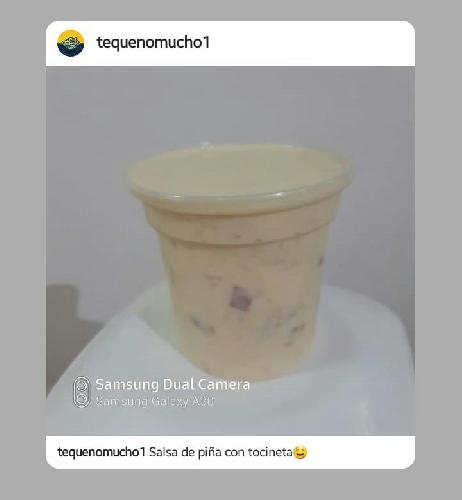 tequenomucho1
Samsung Dual Camera
Samsung Galaxy A30
tequenomucho1 Salsa de piña con tocineta😋